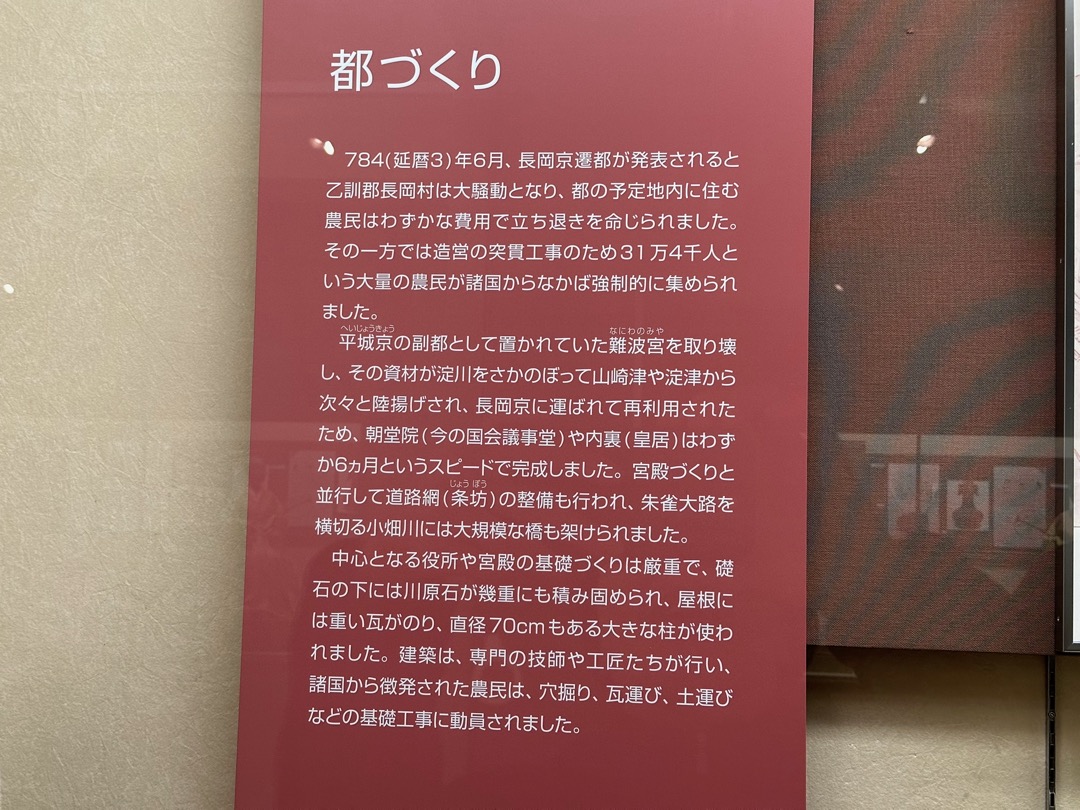 都づくり
784(延暦3)年6月、長岡京遷都が発表されると
乙訓郡長岡村は大騒動となり、都の予定地内に住む
農民はわずかな費用で立ち退きを命じられました。
その一方では造営の突貫工事のため31万4千人と
いう大量の農民が諸国からなかば強制的に集められ
ました。
へいじょうきょう なにわのみや
平城京の副都として置かれていた難波宮を取り壊
し、その資材が淀川をさかのぼって山崎津や淀津から
次々と陸揚げされ、長岡京に運ばれて再利用された
ため、朝堂院(今の国会議事堂)や内裏(皇居)はわず
か6ヵ月というスピードで完成しました。宮殿づくりと
じょう ぼう
並行して道路網(条坊)の整備も行われ、朱雀大路を
横切る小畑川には大規模な橋も架けられました。
中心となる役所や宮殿の基礎づくりは厳重で、礎
石の下には川原石が幾重にも積み固められ、屋根に
は重い瓦がのり、直径70cmもある大きな柱が使わ
れました。建築は、専門の技師や工匠たちが行い、
諸国から徴発された農民は、穴掘り、瓦運び、土運び
などの基礎工事に動員されました。